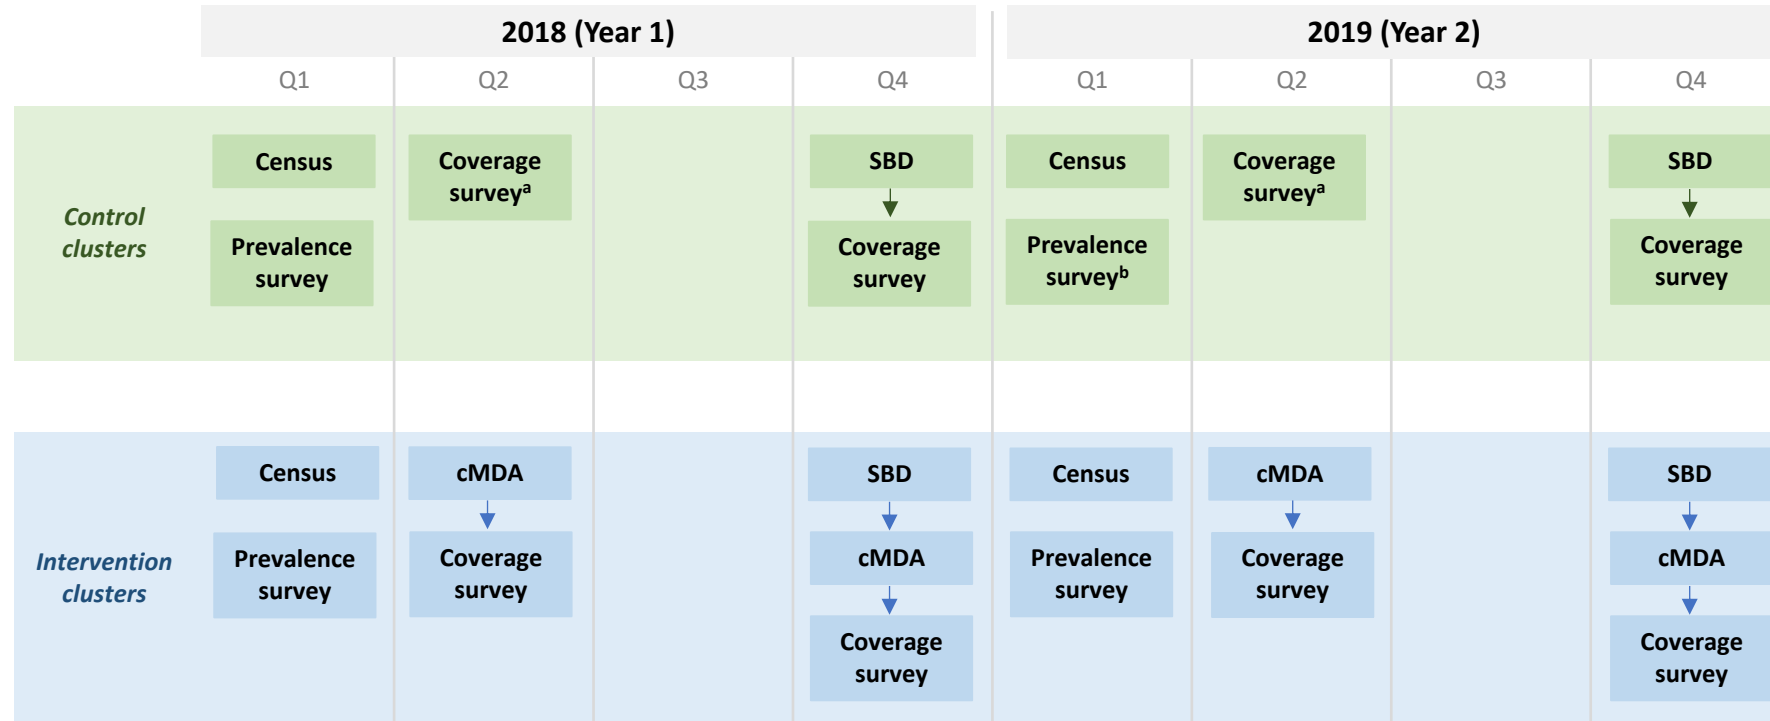 2018 (Year 1)
2019 (Year 2)
Q1
Q2
Q3
Q4
Q1
Q2
Q3
Q4
Control
clusters
Census
Prevalence
survey
Coverage
surveyᵃ
SBD
Coverage
survey
Census
Prevalence
surveyᵇ
Coverage
surveyᵃ
SBD
Coverage
survey
Intervention
clusters
Census
Prevalence
survey
cMDA
Coverage
survey
SBD
cMDA
Coverage
survey
Census
Prevalence
survey
cMDA
Coverage
survey
SBD
cMDA
Coverage
survey